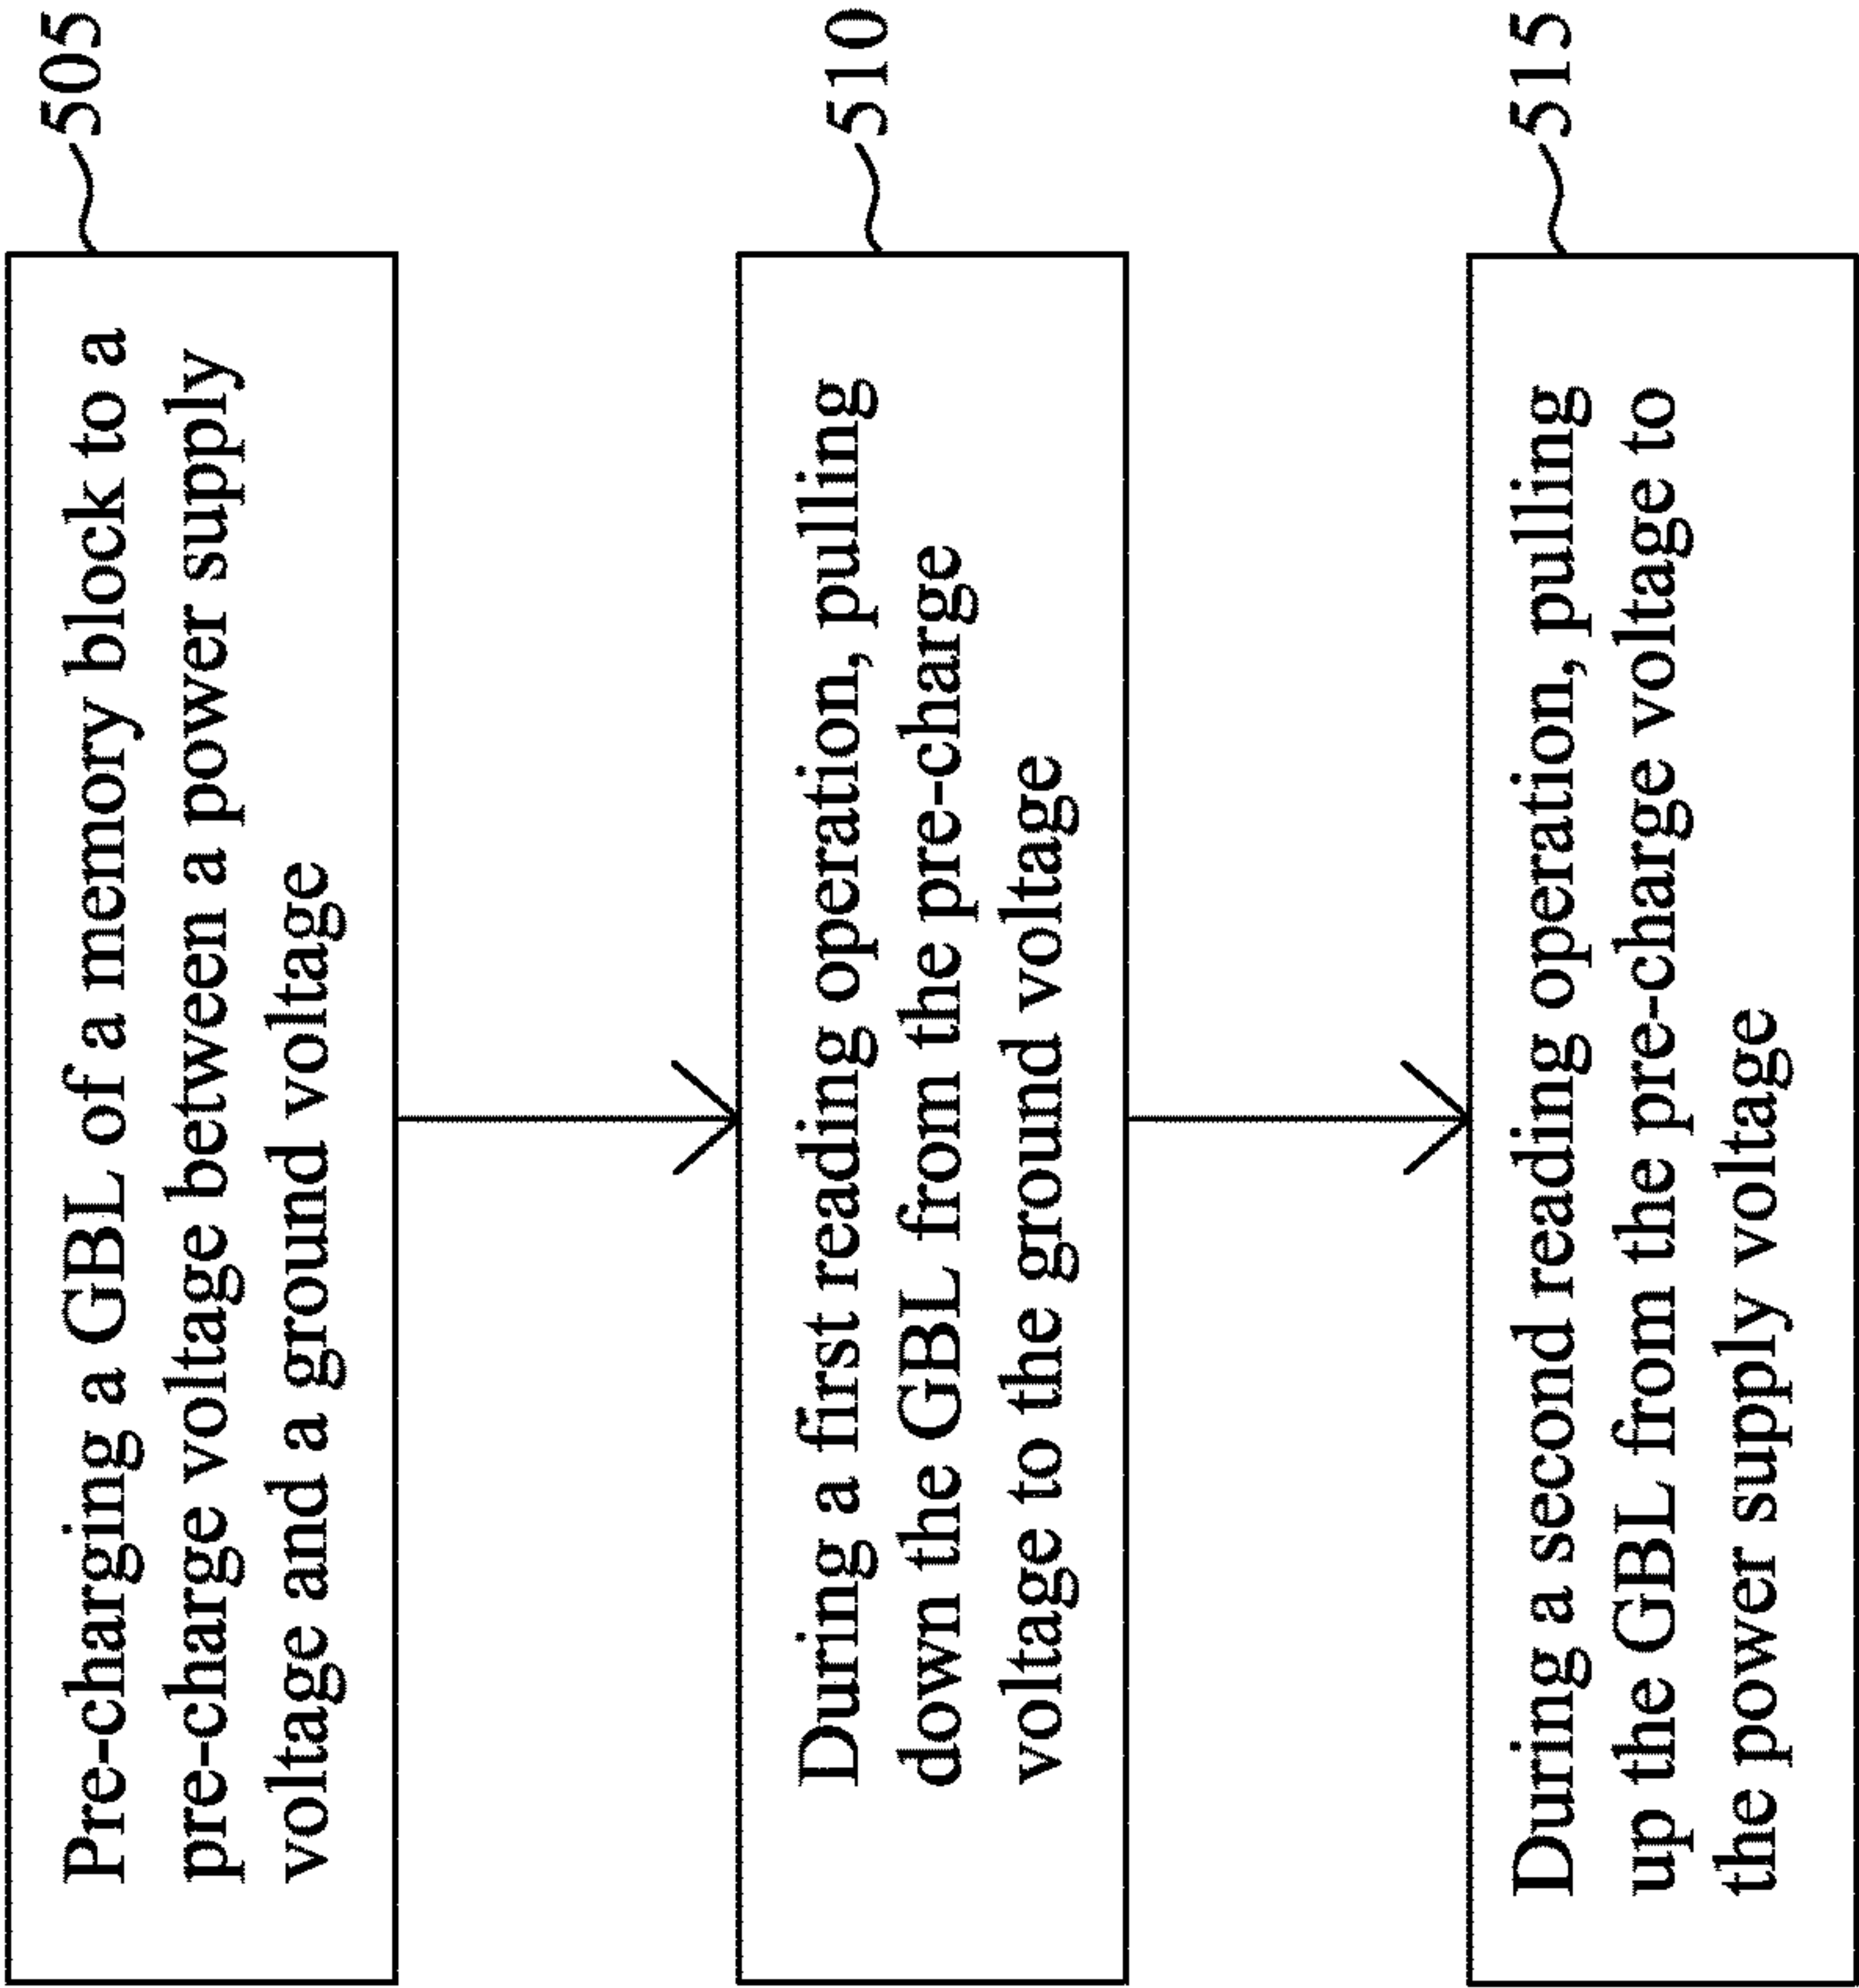 Pre-charging a GBL of a memory block to a
pre-charge voltage between a power supply
voltage and a ground voltage
505
During a first reading operation, pulling
down the GBL from the pre-charge
voltage to the ground voltage
510
During a second reading operation, pulling
up the GBL from the pre-charge voltage to
the power supply voltage
515